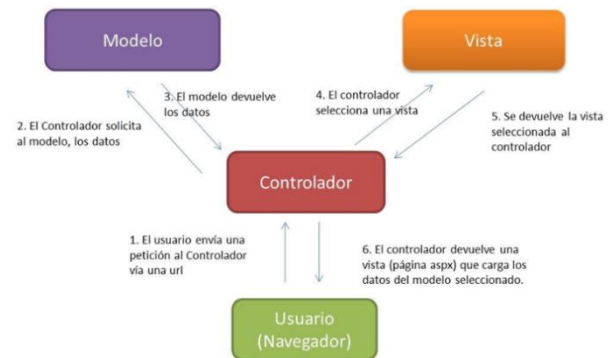 Modelo
Vista
3. El modelo devuelve
los datos
4. El controlador
selecciona una vista
2. El Controlador solicita
al modelo, los datos
5. Se devuelve la vista
seleccionada al
controlador
Controlador
1. El usuario envía una
petición al Controlador
vía una url
6. El controlador devuelve una
vista (página aspx) que carga los
datos del modelo seleccionado.
Usuario
(Navegador)